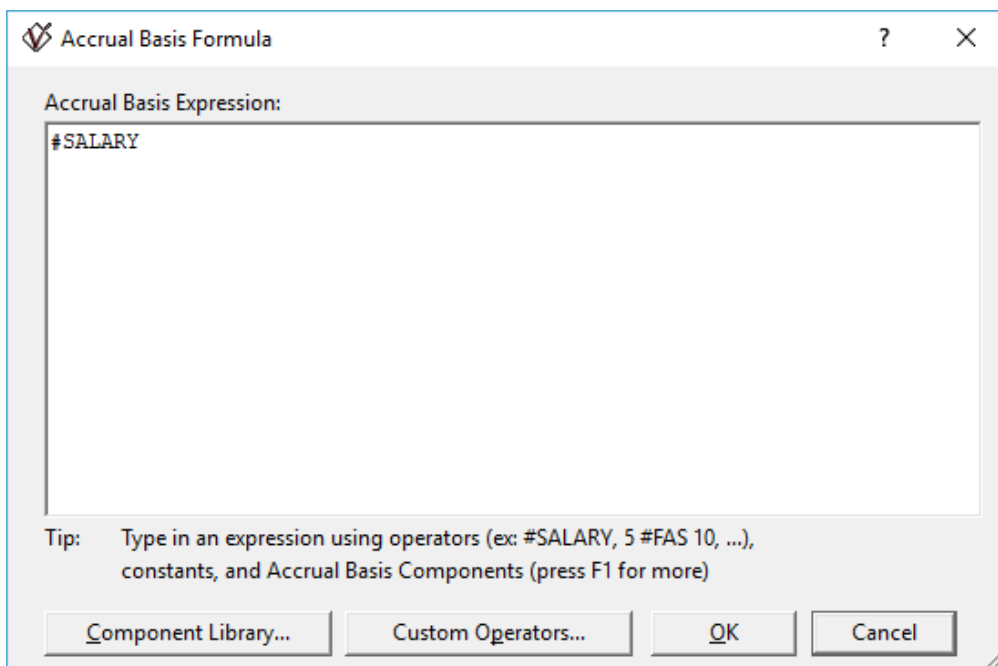 Accrual Basis Formula
?
Accrual Basis Expression:
#SALARY
Tip: Type in an expression using operators (ex: #SALARY, 5 #FAS 10, ...),
constants, and Accrual Basis Components (press F1 for more)
Component Library... Custom Operators... OK Cancel